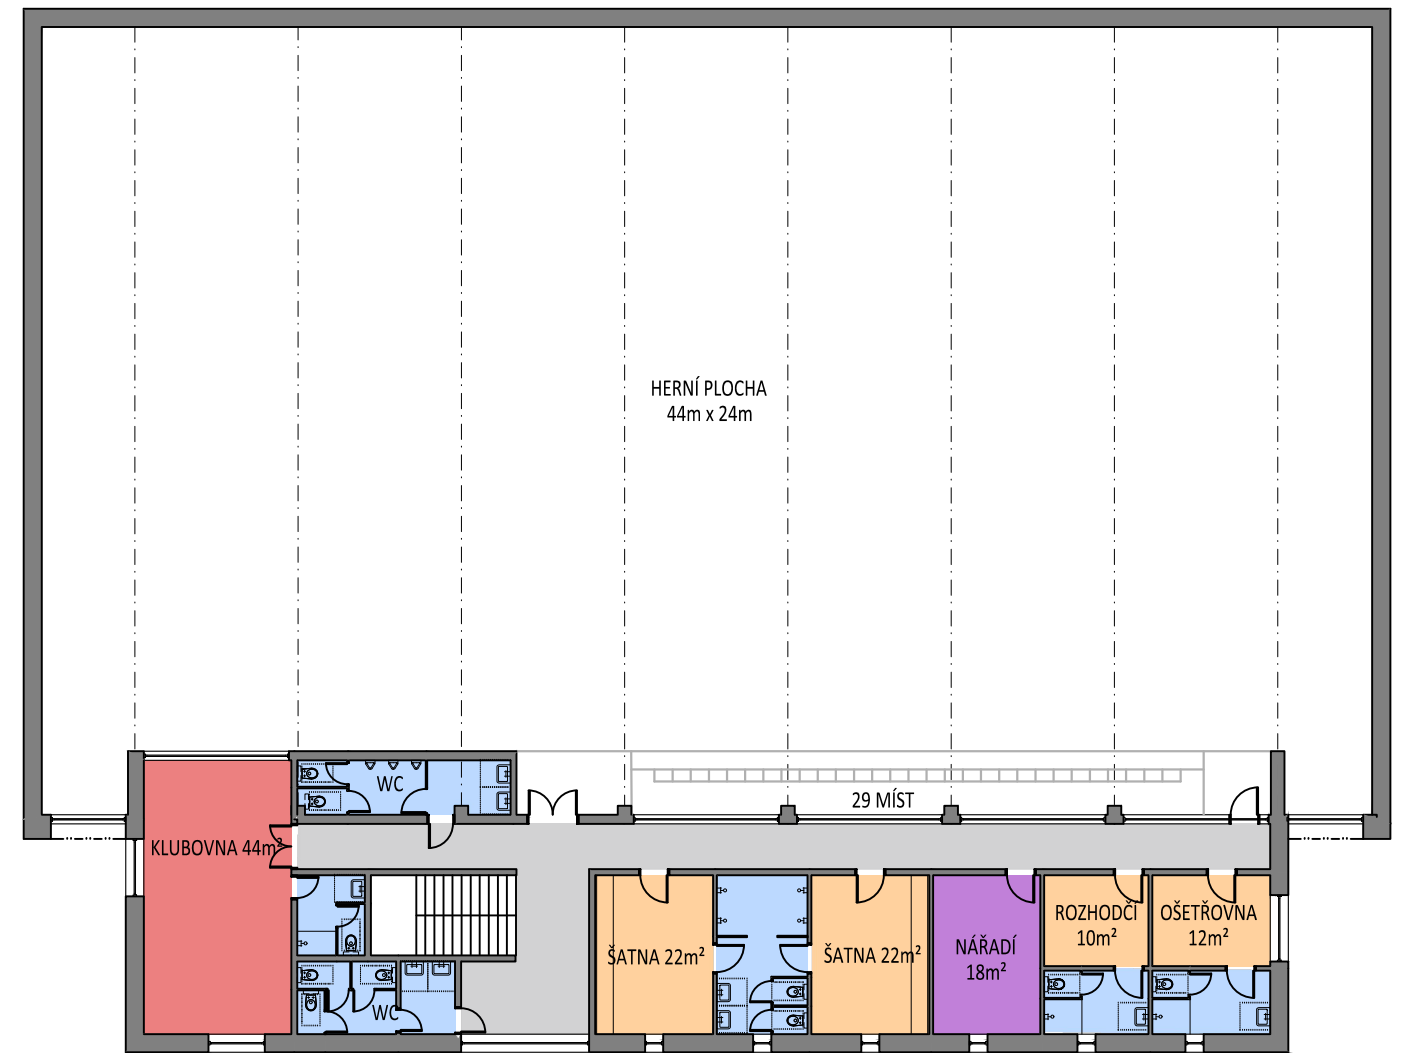 HERNÍ PLOCHA
44m x 24m
WC
29 MÍST
KLUBOVNA 44m²
ROZHODČÍ
10m²
OŠETŘOVNA
12m²
ŠATNA 22m²
ŠATNA 22m²
NÁŘADÍ
18m²
WC